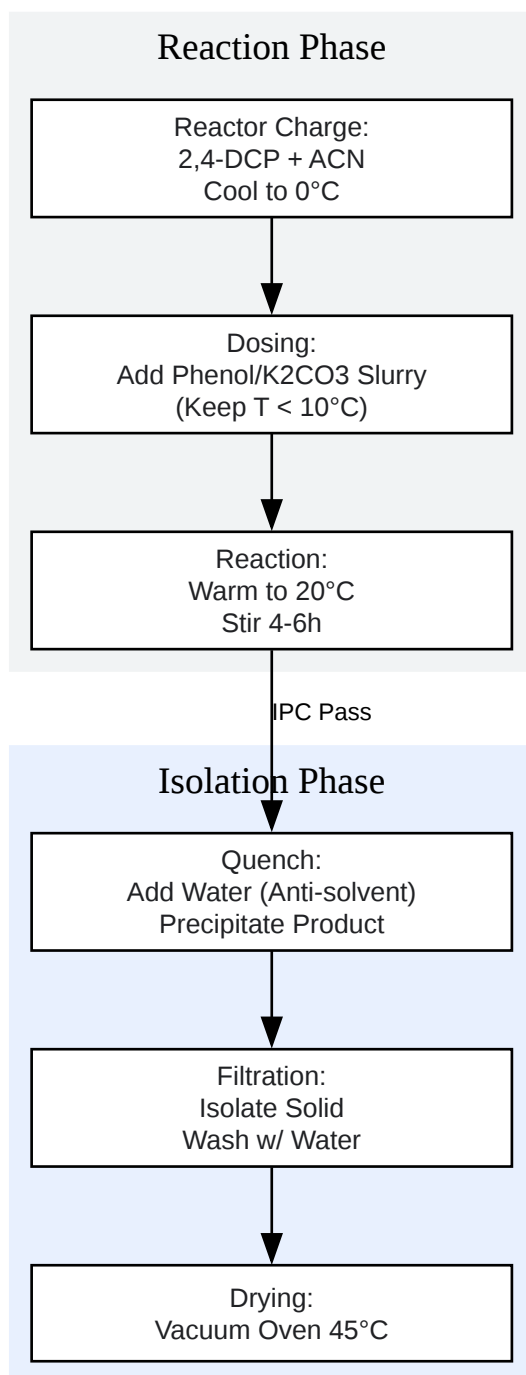 Reaction Phase
Reactor Charge:
2,4-DCP + ACN
Cool to 0°C
Dosing:
Add Phenol/K2CO3 Slurry
(Keep T < 10°C)
Reaction:
Warm to 20°C
Stir 4-6h
IPC Pass
Isolation Phase
Quench:
Add Water (Anti-solvent)
Precipitate Product
Filtration:
Isolate Solid
Wash w/ Water
Drying:
Vacuum Oven 45°C